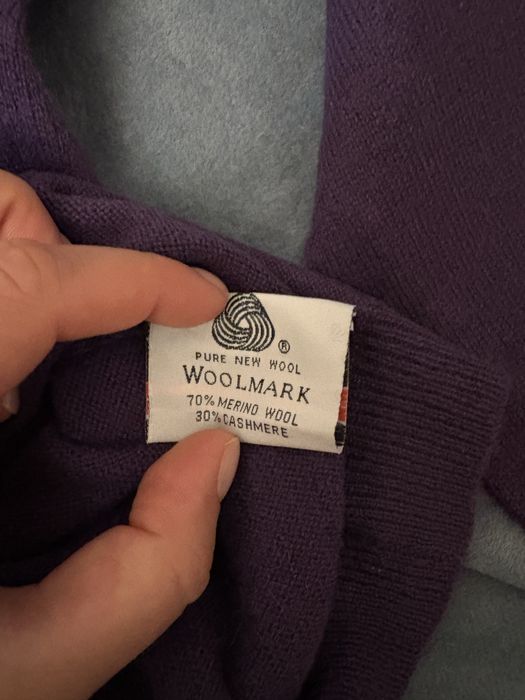 ®
PURE NEW WOOL
WOOLMARK
70% MERINO WOOL
30% CASHMERE